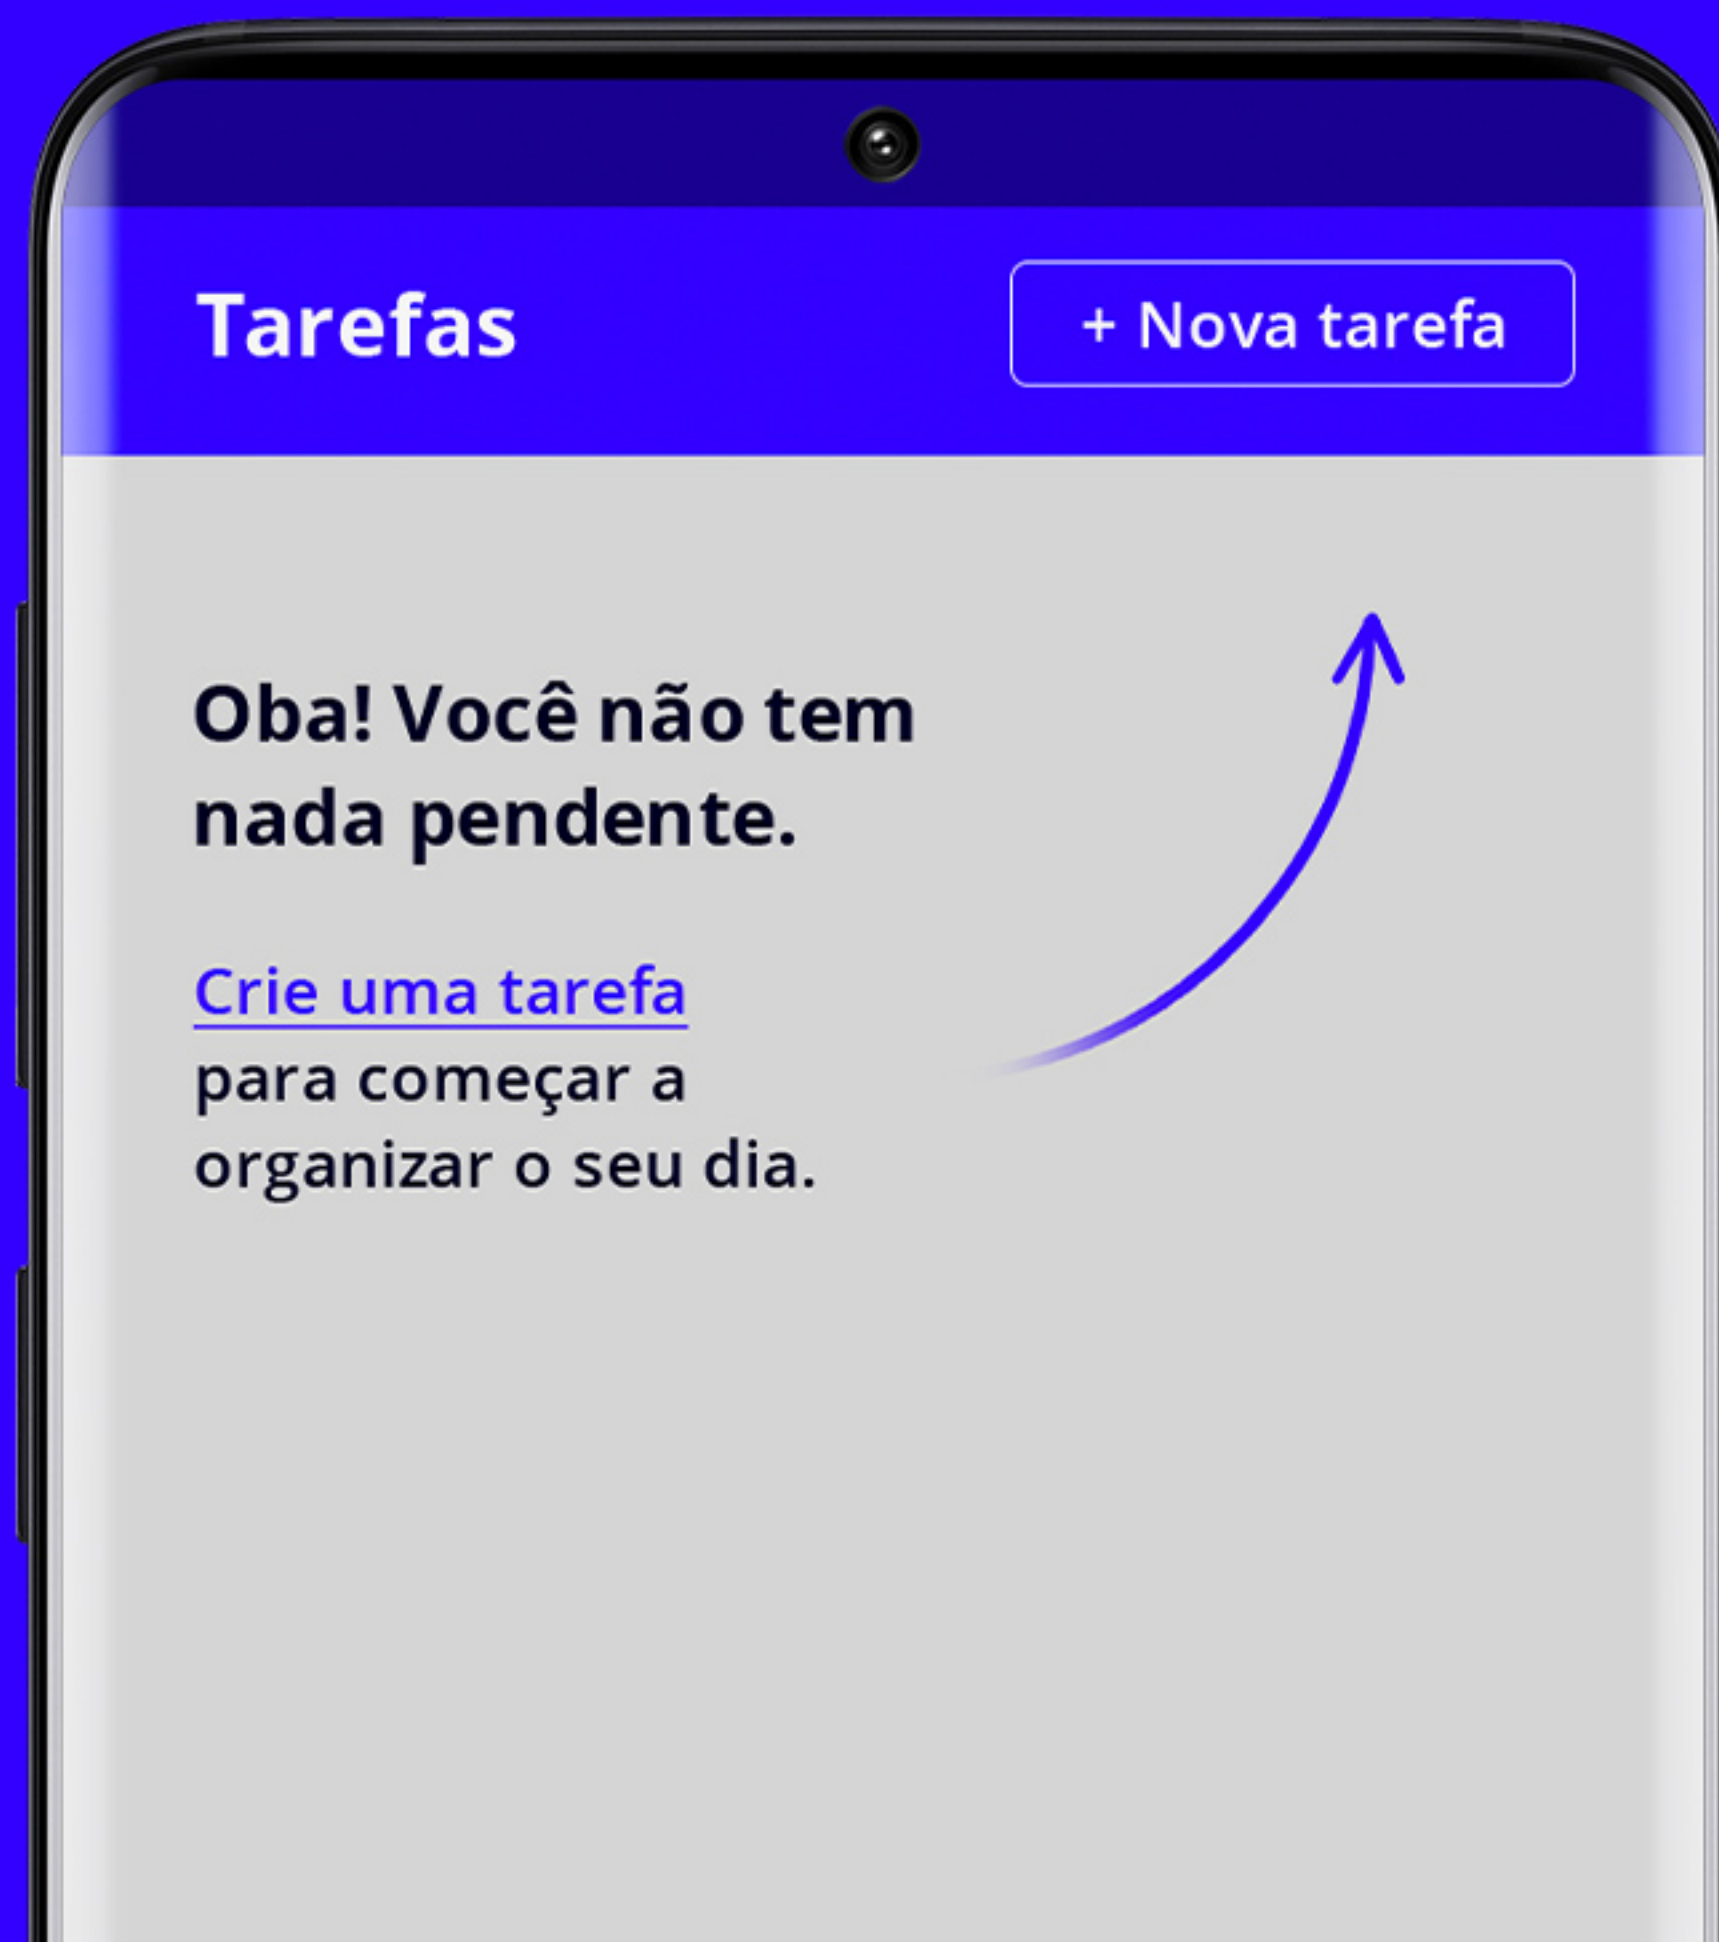 Tarefas
+ Nova tarefa
Oba! Você não tem
nada pendente.
Crie uma tarefa
para começar a
organizar o seu dia.